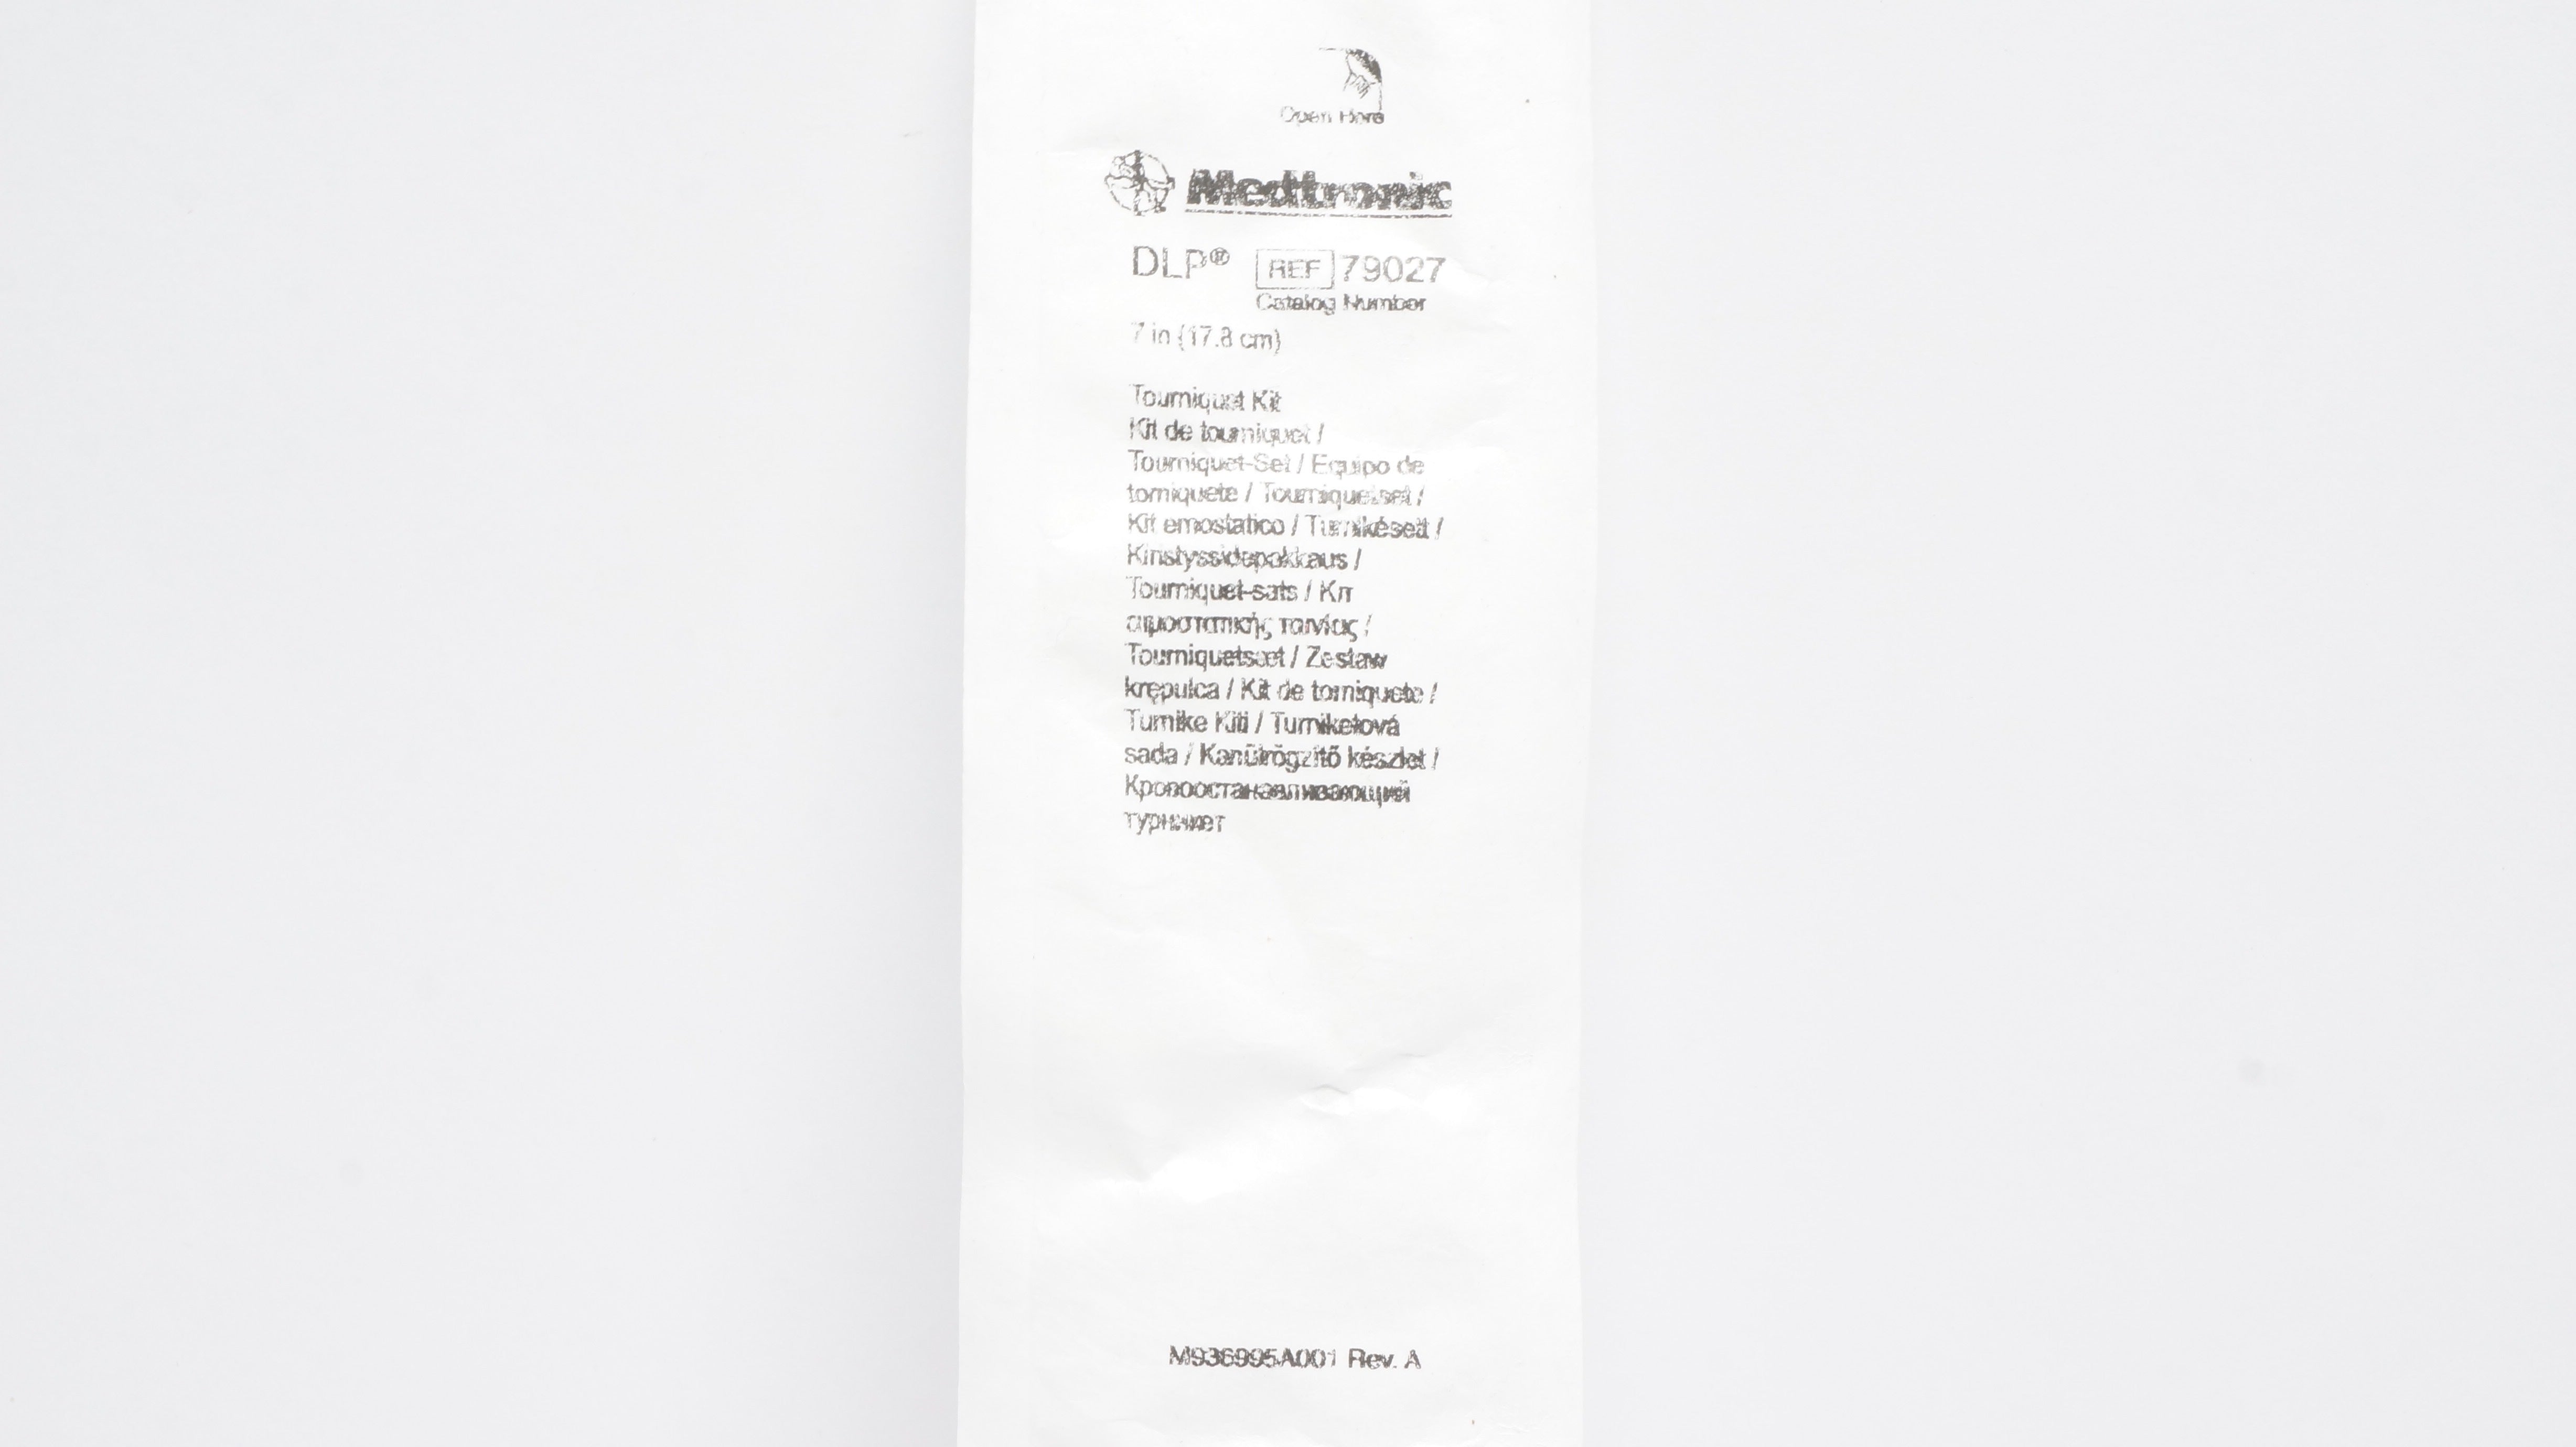 Open Here
Medtronic
DLP® REF 79027
Catalog Number
7 in (17.8 cm)
Tourniquet Kit
Kit de tourniquet /
Tourniquet-Set / Equipo de
torniquete / Tourniquetset /
Kit emostatico / Turnikésett /
Kiristyssidepakkaus /
Tourniquet-sats / Κιτ
αιμοστατικής ταινίας /
Tourniquetsæt / Zestaw
krępulca / Kit de torniquete /
Turnike Kiti / Turniketová
sada / Kanülrögzítő készlet /
Кровоостанавливающий
турникет
M936995A001 Rev. A